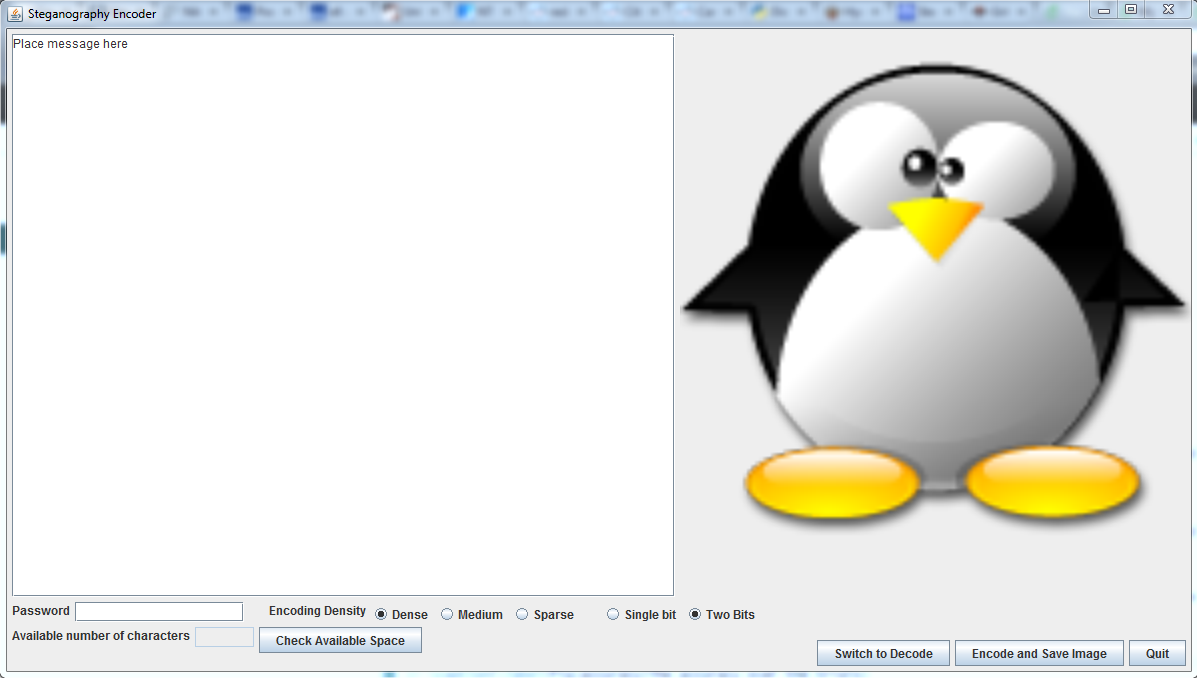 Steganography Encoder
Place message here
Password
Encoding Density Dense Medium Sparse Single bit Two Bits
Available number of characters Check Available Space
Switch to Decode Encode and Save Image Quit